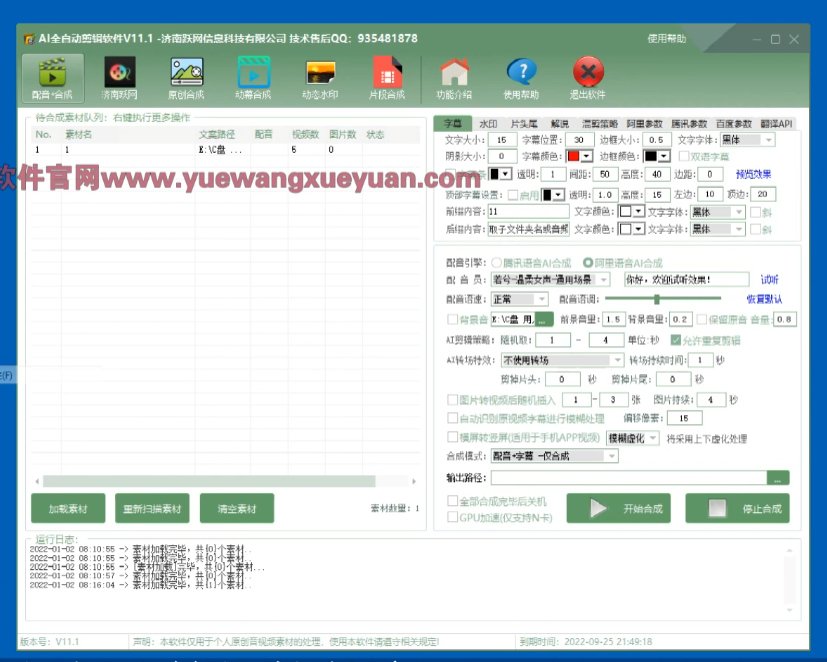 AI全自动剪辑软件V11.1 -济南跃网信息科技有限公司 技术售后QQ：935481878 使用帮助
配音+合成 济南跃网 原创合成 动幕合成 动态水印 片段合成 功能介绍 使用帮助 退出软件
待合成素材队列：右键执行更多操作
No. 素材名 文案路径 配音 视频数 图片数 状态
1 1 E:\C盘 ... 5 0
软件官网www.yuewangxueyuan.com
(F)
加载素材 重新扫描素材 清空素材 素材数量：1
字幕 水印 片头尾 解说 混剪策略 阿里参数 腾讯参数 百度参数 翻译API
文字大小: 15 字幕位置: 30 边框大小: 0.5 文字字体: 黑体
阴影大小: 0 字幕颜色: 边框颜色: 双语字幕
透明: 1 间距: 50 高度: 40 边距: 0 预览效果
顶部字幕设置: 启用 透明: 1.0 高度: 15 左边: 10 顶边: 20
前缀内容: 11 文字颜色: 文字字体: 黑体 斜
后缀内容: 取子文件夹名或音频 文字颜色: 文字字体: 黑体 斜
配音引擎: 腾讯语音AI合成 阿里语音AI合成
配 音 员: 若兮-温柔女声-通用场景 你好，欢迎试听效果! 试听
配音语速: 正常 配音语调: 恢复默认
背景音 E:\C盘 用 ... 前景音里: 1.5 背景音里: 0.2 保留原音 音量: 0.8
AI剪辑策略: 随机取: 1 - 4 单位:秒 允许重复剪辑
AI转场特效: 不使用转场 转场持续时间: 1 秒
剪掉片头: 0 秒 剪掉片尾: 0 秒
图片转视频后随机插入 1 - 3 张 图片持续: 4 秒
自动识别原视频字幕进行模糊处理 偏移像素: 15
横屏转竖屏(适用于手机APP视频) 模糊虚化 将采用上下虚化处理
合成模式: 配音+字幕 -仅合成
输出路径: ...
全部合成完毕后关机
GPU加速(仅支持N卡)
开始合成 停止合成
运行日志:
2022-01-02 08:10:55 -> 素材加载完毕，共[0]个素材..
2022-01-02 08:10:55 -> 素材加载完毕，共[0]个素材..
2022-01-02 08:10:55 -> [素材加载]完毕，共[0]个素材...
2022-01-02 08:10:57 -> 素材加载完毕，共[0]个素材..
2022-01-02 08:16:04 -> 素材加载完毕，共[1]个素材..
版本号: V11.1 声明: 本软件仅用于个人原创音视频素材的处理，使用本软件请遵守相关规定! 到期时间: 2022-09-25 21:49:18